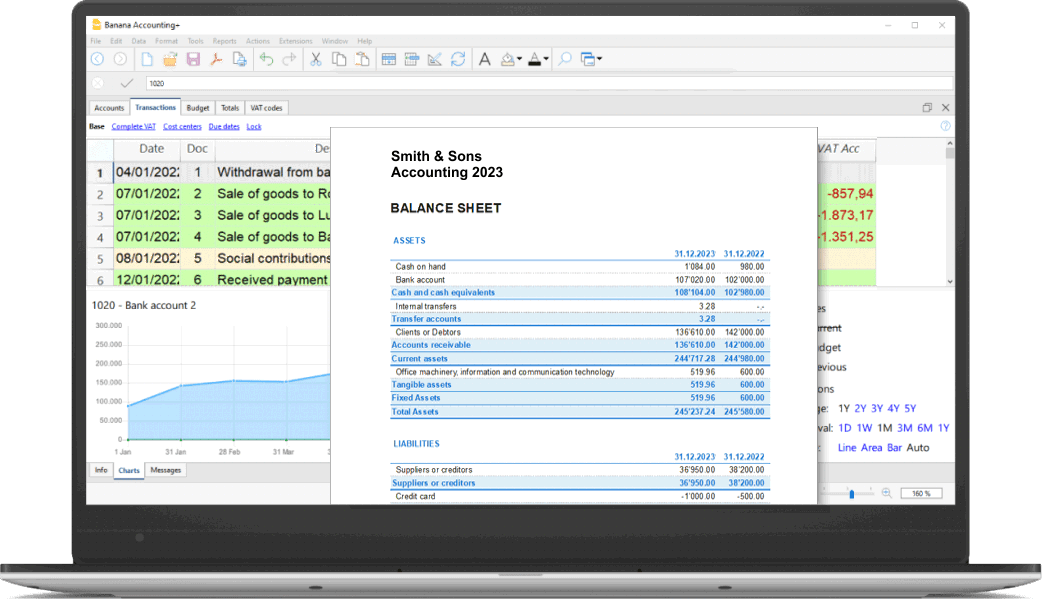 Banana Accounting+
File Edit Data Format Tools Reports Actions Extensions Window Help
1020
Accounts Transactions Budget Totals VAT codes
Base Complete VAT Cost centers Due dates Lock
Date Doc De VAT Acc
1 04/01/202 1 Withdrawal from ba
2 07/01/202 2 Sale of goods to Ro -857,94
3 07/01/202 3 Sale of goods to Lu -1.873,17
4 07/01/202 4 Sale of goods to Ba -1.351,25
5 08/01/202 5 Social contributions
6 12/01/202 6 Received payment
1020 - Bank account 2
300.000
250.000
200.000
150.000
100.000
50.000
0
1 Jan 31 Jan 28 Feb 31 Mar 3
Info Charts Messages
Smith & Sons
Accounting 2023
BALANCE SHEET
ASSETS
31.12.2023 31.12.2022
Cash on hand 1'084.00 980.00
Bank account 107'020.00 102'000.00
Cash and cash equivalents 108'104.00 102'980.00
Internal transfers 3.28 -.-
Transfer accounts 3.28 -.-
Clients or Debtors 136'610.00 142'000.00
Accounts receivable 136'610.00 142'000.00
Current assets 244'717.28 244'980.00
Office machinery, information and communication technology 519.96 600.00
Tangible assets 519.96 600.00
Fixed Assets 519.96 600.00
Total Assets 245'237.24 245'580.00
LIABILITIES
31.12.2023 31.12.2022
Suppliers or creditors 36'950.00 38'200.00
Suppliers or creditors 36'950.00 38'200.00
Credit card -1'000.00 -500.00
es
urrent
udget
evious
ons
ge: 1Y 2Y 3Y 4Y 5Y
val: 1D 1W 1M 3M 6M 1Y
: Line Area Bar Auto
160 %